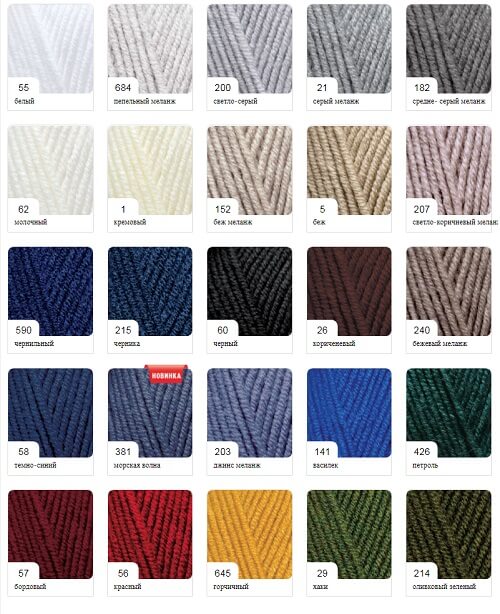 55
белый
684
пепельный меланж
200
светло-серый
21
серый меланж
182
средне- серый меланж
62
молочный
1
кремовый
152
беж меланж
5
беж
207
светло-коричневый мелан
590
чернильный
215
черника
60
черный
26
коричневый
240
бежевый меланж
58
темно-синий
НОВИНКА
381
морская волна
203
джинс меланж
141
василек
426
петроль
57
бордовый
56
красный
645
горчичный
29
хаки
214
оливковый зеленый